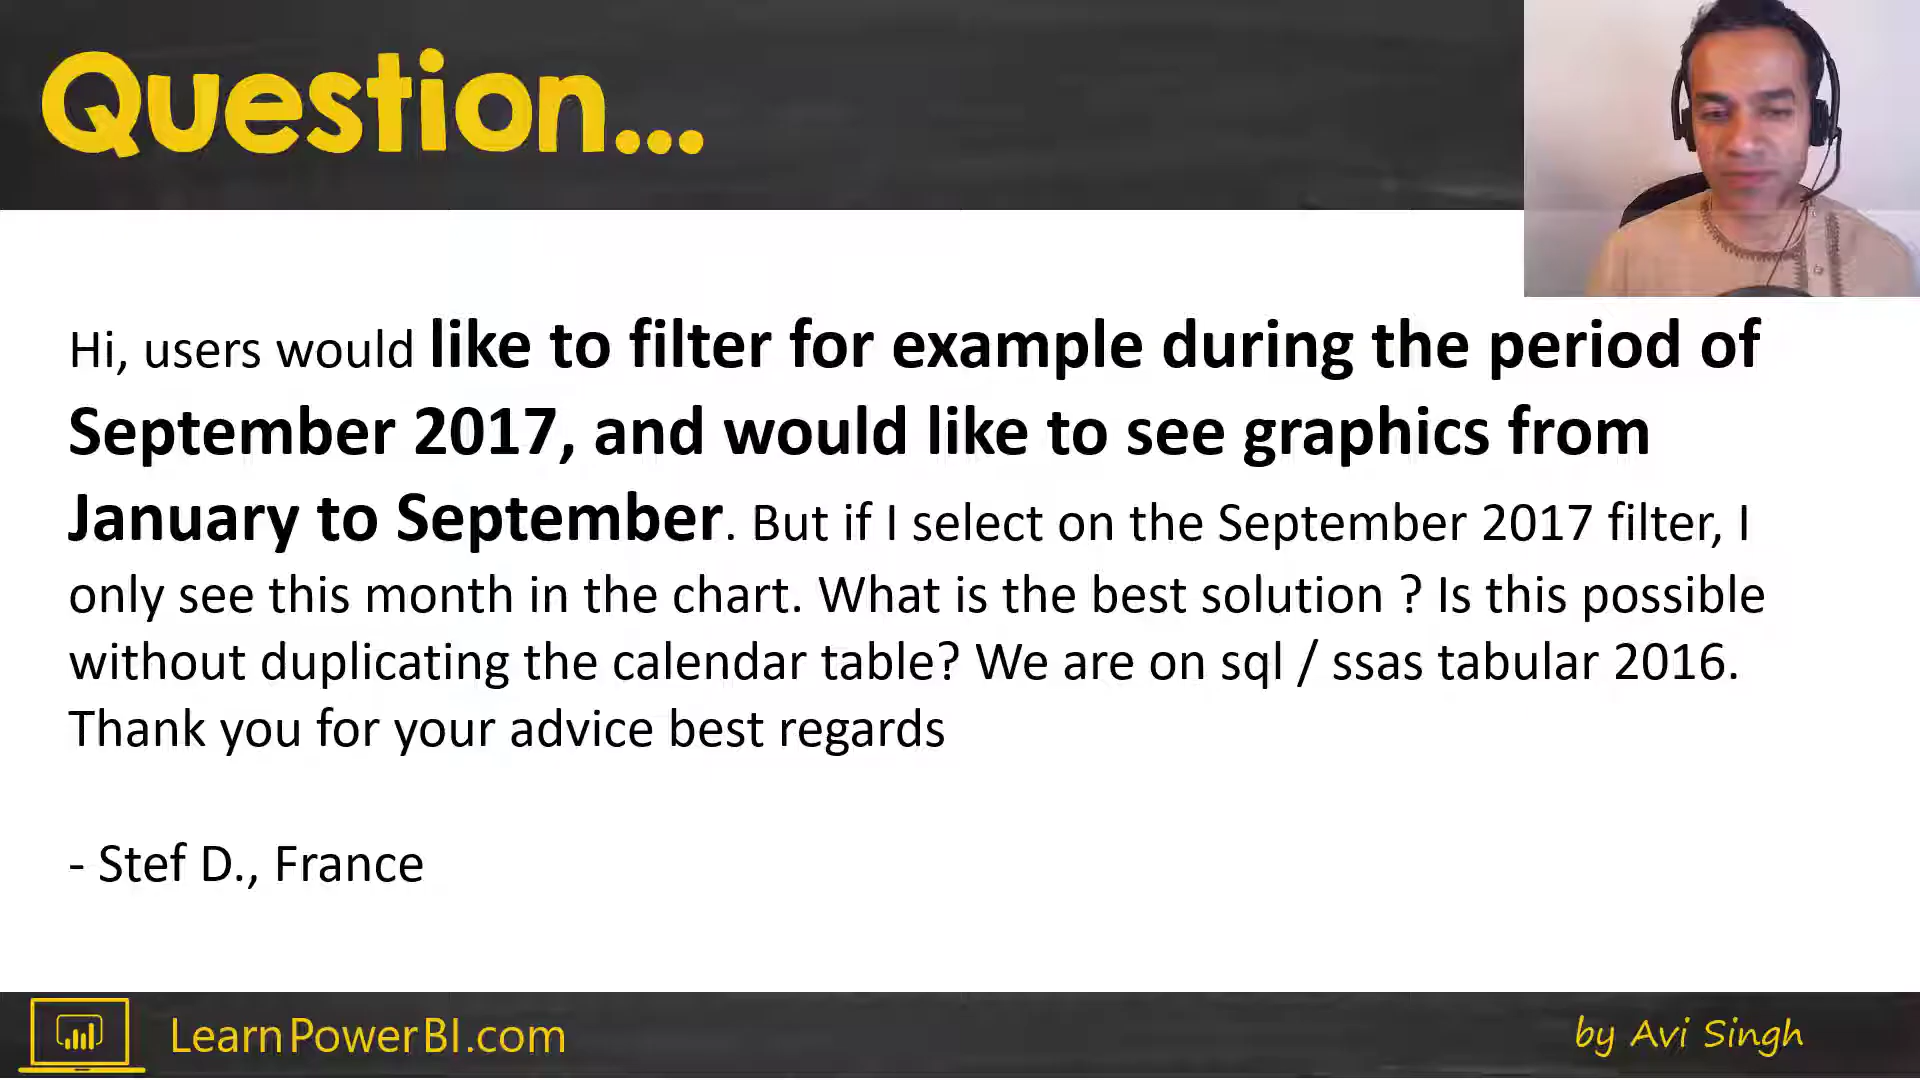 Question...
Hi, users would like to filter for example during the period of
September 2017, and would like to see graphics from
January to September. But if I select on the September 2017 filter, I
only see this month in the chart. What is the best solution ? Is this possible
without duplicating the calendar table? We are on sql / ssas tabular 2016.
Thank you for your advice best regards
- Stef D., France
LearnPowerBI.com
by Avi Singh